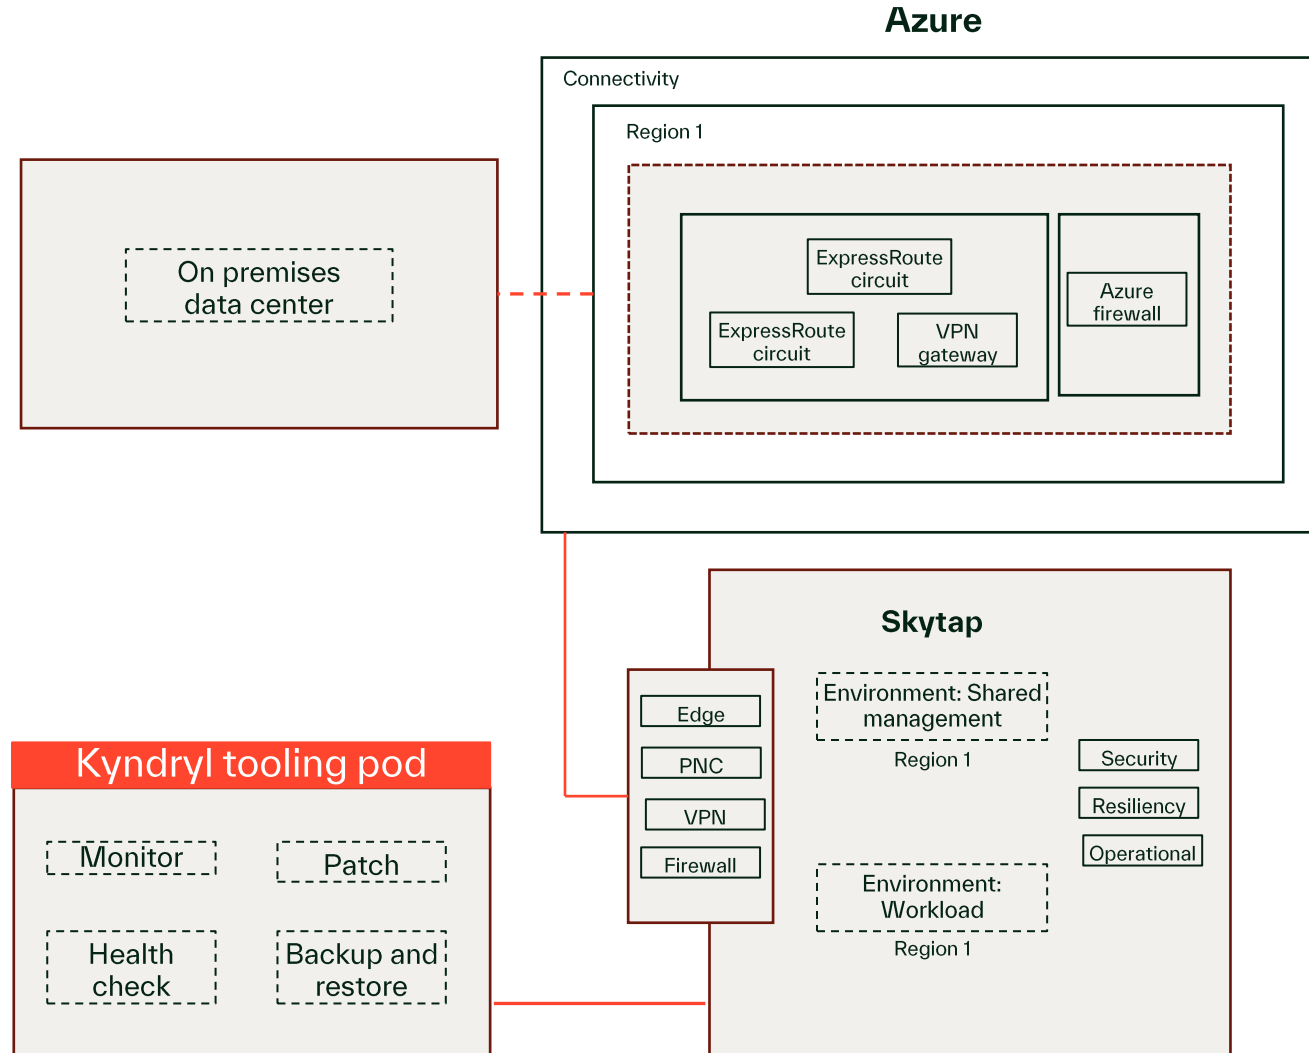 Azure
Connectivity
Region 1
On premises
data center
ExpressRoute
circuit
ExpressRoute
circuit
VPN
gateway
Azure
firewall
Skytap
Edge
PNC
VPN
Firewall
Environment: Shared
management
Region 1
Security
Resiliency
Operational
Environment:
Workload
Region 1
Kyndryl tooling pod
Monitor
Patch
Health
check
Backup and
restore